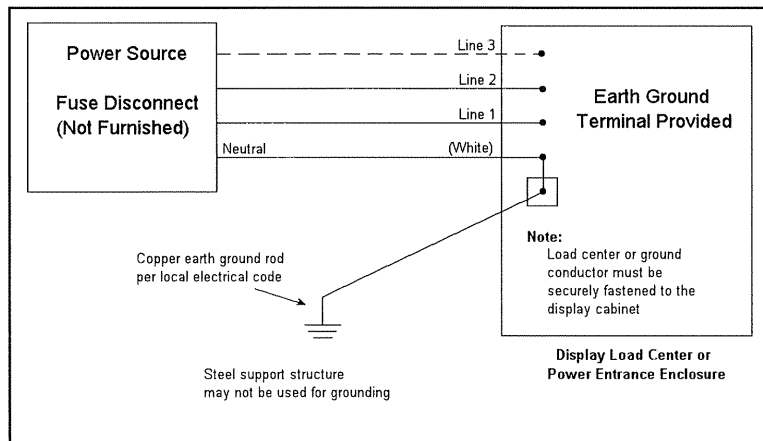 Power Source
Fuse Disconnect
(Not Furnished)
Line 3
Line 2
Line 1
Neutral
(White)
Earth Ground
Terminal Provided
Note:
Load center or ground
conductor must be
securely fastened to the
display cabinet
Copper earth ground rod
per local electrical code
Steel support structure
may not be used for grounding
Display Load Center or
Power Entrance Enclosure